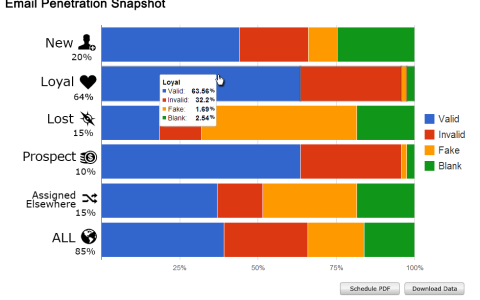 Email Penetration Snapshot
New
20%
Loyal
64%
Lost
15%
Prospect
10%
Assigned
Elsewhere
15%
ALL
85%
Loyal
Valid: 63.56%
Invalid: 32.2%
Fake: 1.69%
Blank: 2.54%
Valid
Invalid
Fake
Blank
25%
50%
75%
100%
Schedule PDF
Download Data